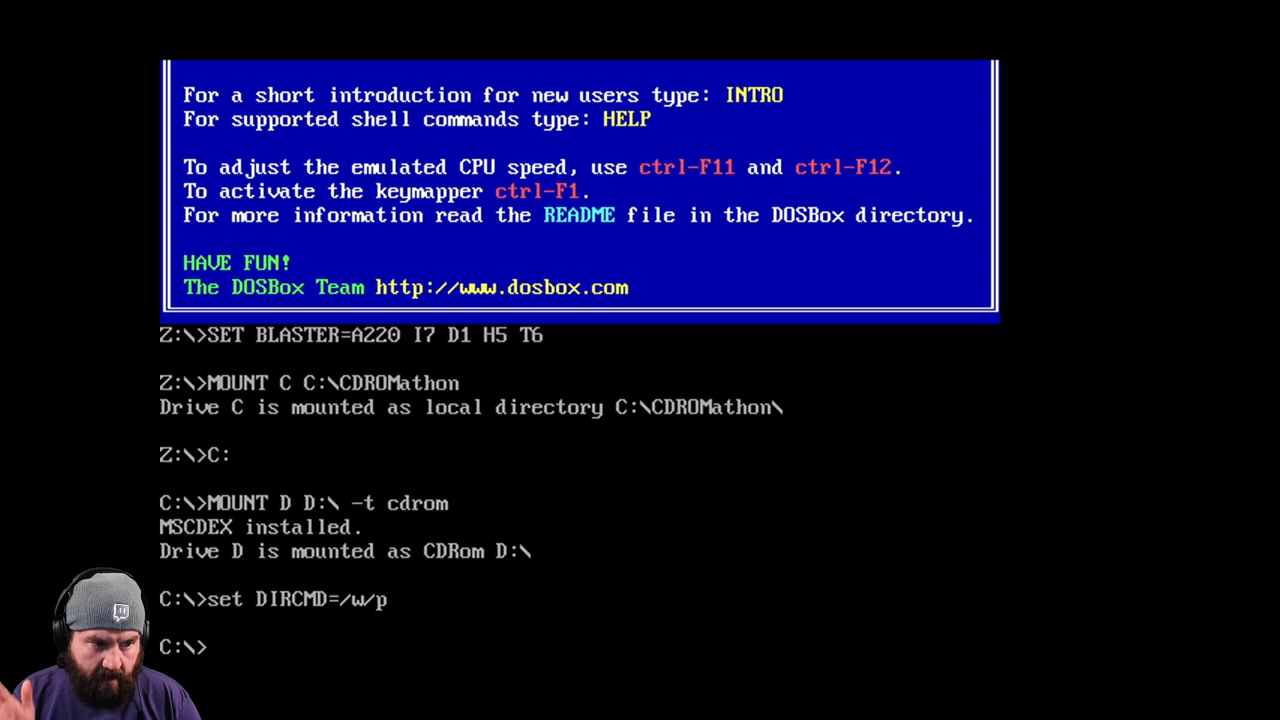 For a short introduction for new users type: INTRO
For supported shell commands type: HELP
To adjust the emulated CPU speed, use ctrl-F11 and ctrl-F12.
To activate the keymapper ctrl-F1.
For more information read the README file in the DOSBox directory.
HAVE FUN!
The DOSBox Team http://www.dosbox.com
Z:\>SET BLASTER=A220 I7 D1 H5 T6
Z:\>MOUNT C C:\CDROMathon
Drive C is mounted as local directory C:\CDROMathon\
Z:\>C:
C:\>MOUNT D D:\ -t cdrom
MSCDEX installed.
Drive D is mounted as CDRom D:\
C:\>set DIRCMD=/w/p
C:\>